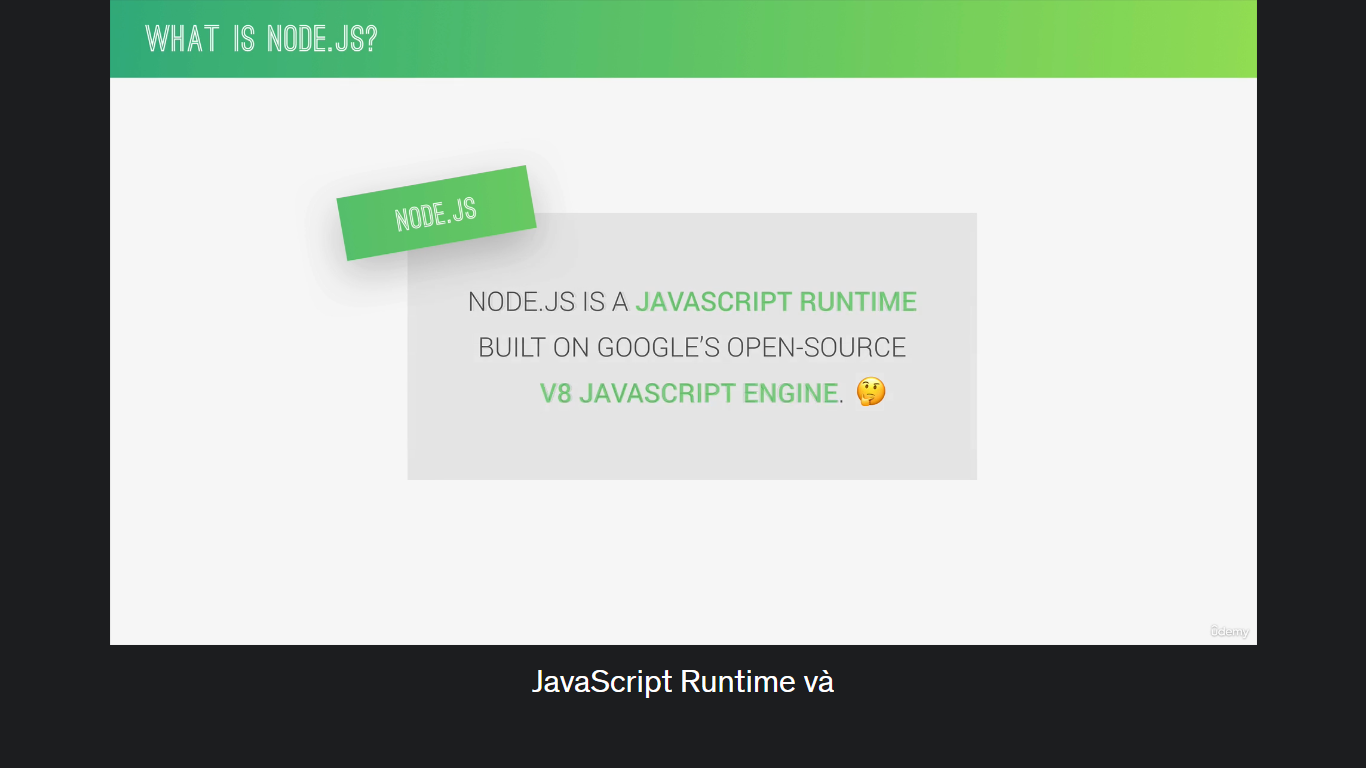 WHAT IS NODE.JS?
NODE.JS
NODE.JS IS A JAVASCRIPT RUNTIME
BUILT ON GOOGLE’S OPEN-SOURCE
V8 JAVASCRIPT ENGINE. 🤔
ûdemy
JavaScript Runtime và